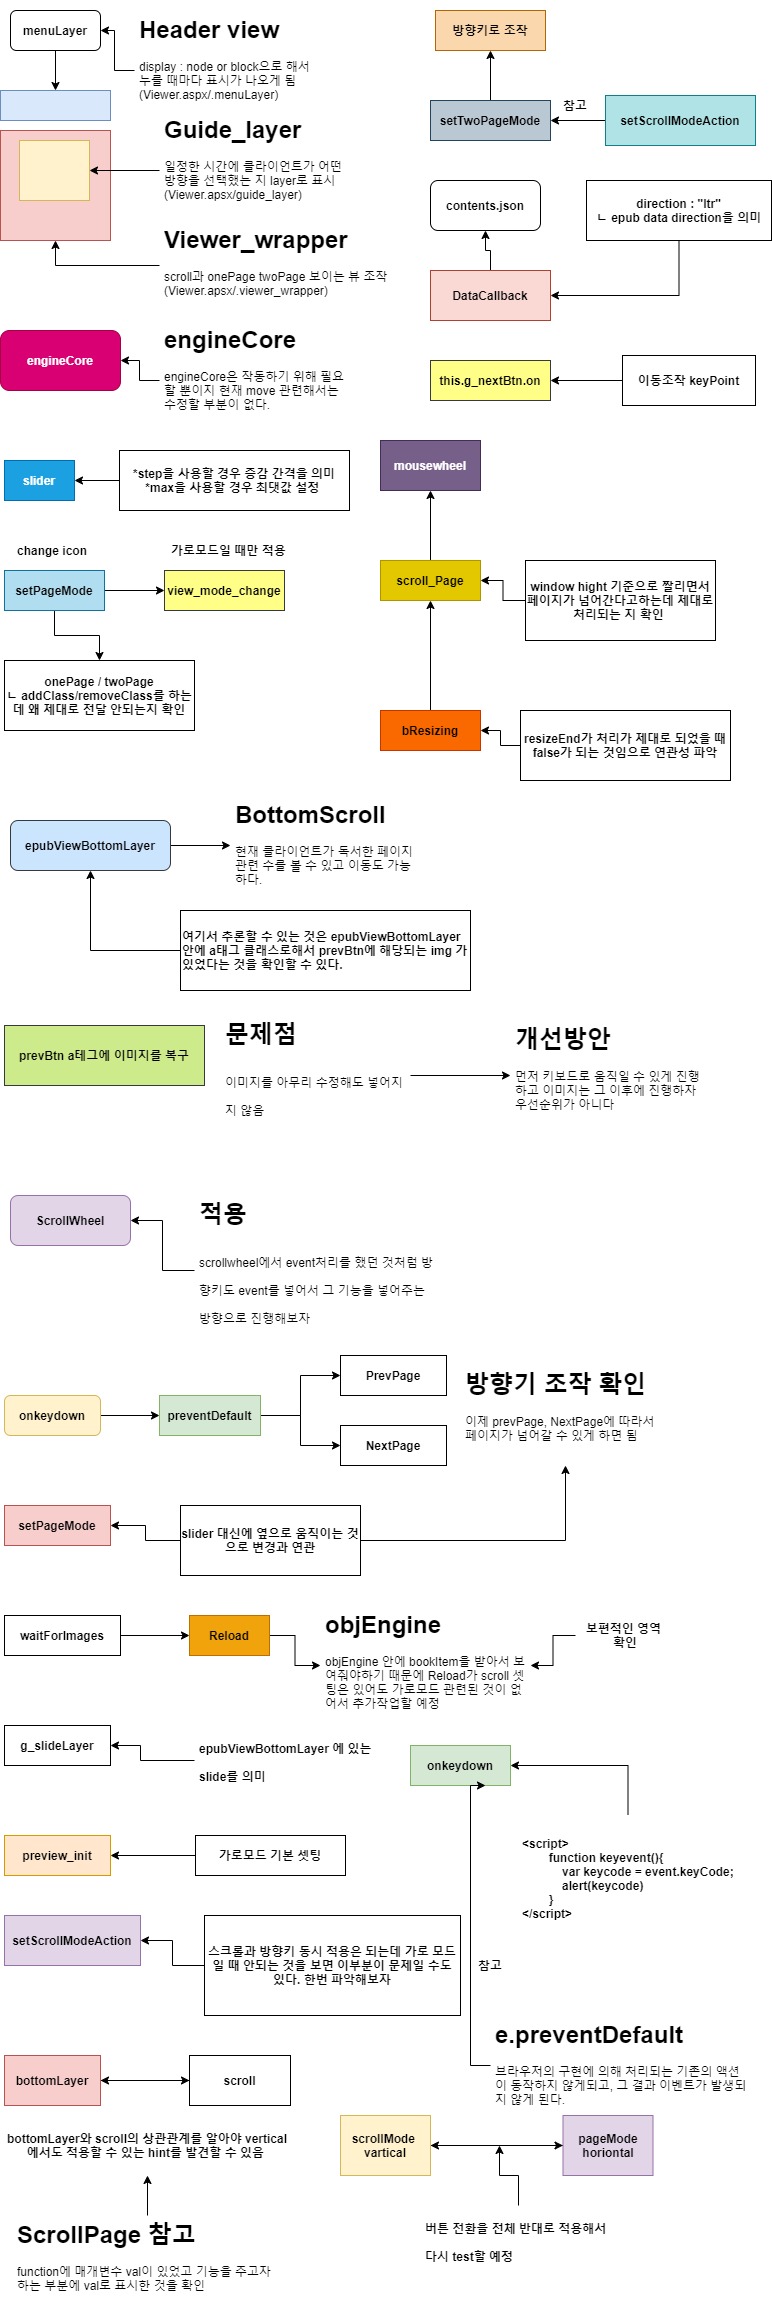 menuLayer
Header view
display : node or block으로 해서
누를 때마다 표시가 나오게 됨
(Viewer.aspx/.menuLayer)
Guide_layer
일정한 시간에 클라이언트가 어떤
방향을 선택했는 지 layer로 표시
(Viewer.apsx/guide_layer)
Viewer_wrapper
scroll과 onePage twoPage 보이는 뷰 조작
(Viewer.apsx/.viewer_wrapper)
engineCore
engineCore
engineCore은 작동하기 위해 필요
할 뿐이지 현재 move 관련해서는
수정할 부분이 없다.
방향키로 조작
setTwoPageMode
참고
setScrollModeAction
contents.json
direction : "ltr"
ㄴ epub data direction을 의미
DataCallback
this.g_nextBtn.on
이동조작 keyPoint
slider
*step을 사용할 경우 증감 간격을 의미
*max을 사용할 경우 최댓값 설정
change icon
가로모드일 때만 적용
setPageMode
view_mode_change
onePage / twoPage
ㄴ addClass/removeClass를 하는
데 왜 제대로 전달 안되는지 확인
mousewheel
scroll_Page
window hight 기준으로 짤리면서
페이지가 넘어간다고하는데 제대로
처리되는 지 확인
bResizing
resizeEnd가 처리가 제대로 되었을 때
false가 되는 것임으로 연관성 파악
epubViewBottomLayer
BottomScroll
현재 클라이언트가 독서한 페이지
관련 수를 볼 수 있고 이동도 가능
하다.
여기서 추론할 수 있는 것은 epubViewBottomLayer
안에 a태그 클래스로해서 prevBtn에 해당되는 img 가
있었다는 것을 확인할 수 있다.
prevBtn a테그에 이미지를 복구
문제점
이미지를 아무리 수정해도 넣어지
지 않음
개선방안
먼저 키보드로 움직일 수 있게 진행
하고 이미지는 그 이후에 진행하자
우선순위가 아니다
ScrollWheel
적용
scrollwheel에서 event처리를 했던 것처럼 방
향키도 event를 넣어서 그 기능을 넣어주는
방향으로 진행해보자
onkeydown
preventDefault
PrevPage
NextPage
방향기 조작 확인
이제 prevPage, NextPage에 따라서
페이지가 넘어갈 수 있게 하면 됨
setPageMode
slider 대신에 옆으로 움직이는 것
으로 변경과 연관
waitForImages
Reload
objEngine
objEngine 안에 bookItem을 받아서 보
여줘야하기 때문에 Reload가 scroll 셋
팅은 있어도 가로모드 관련된 것이 없
어서 추가작업할 예정
보편적인 영역
확인
g_slideLayer
epubViewBottomLayer 에 있는
slide를 의미
onkeydown
<script>
function keyevent(){
var keycode = event.keyCode;
alert(keycode)
}
</script>
preview_init
가로모드 기본 셋팅
setScrollModeAction
스크롤과 방향키 동시 적용은 되는데 가로 모드
일 때 안되는 것을 보면 이부분이 문제일 수도
있다. 한번 파악해보자
참고
e.preventDefault
브라우저의 구현에 의해 처리되는 기존의 액션
이 동작하지 않게되고, 그 결과 이벤트가 발생되
지 않게 된다.
bottomLayer
scroll
bottomLayer와 scroll의 상관관계를 알아야 vertical
에서도 적용할 수 있는 hint를 발견할 수 있음
scrollMode
vartical
pageMode
horiontal
버튼 전환을 전체 반대로 적용해서
다시 test할 예정
ScrollPage 참고
function에 매개변수 val이 있었고 기능을 주고자
하는 부분에 val로 표시한 것을 확인